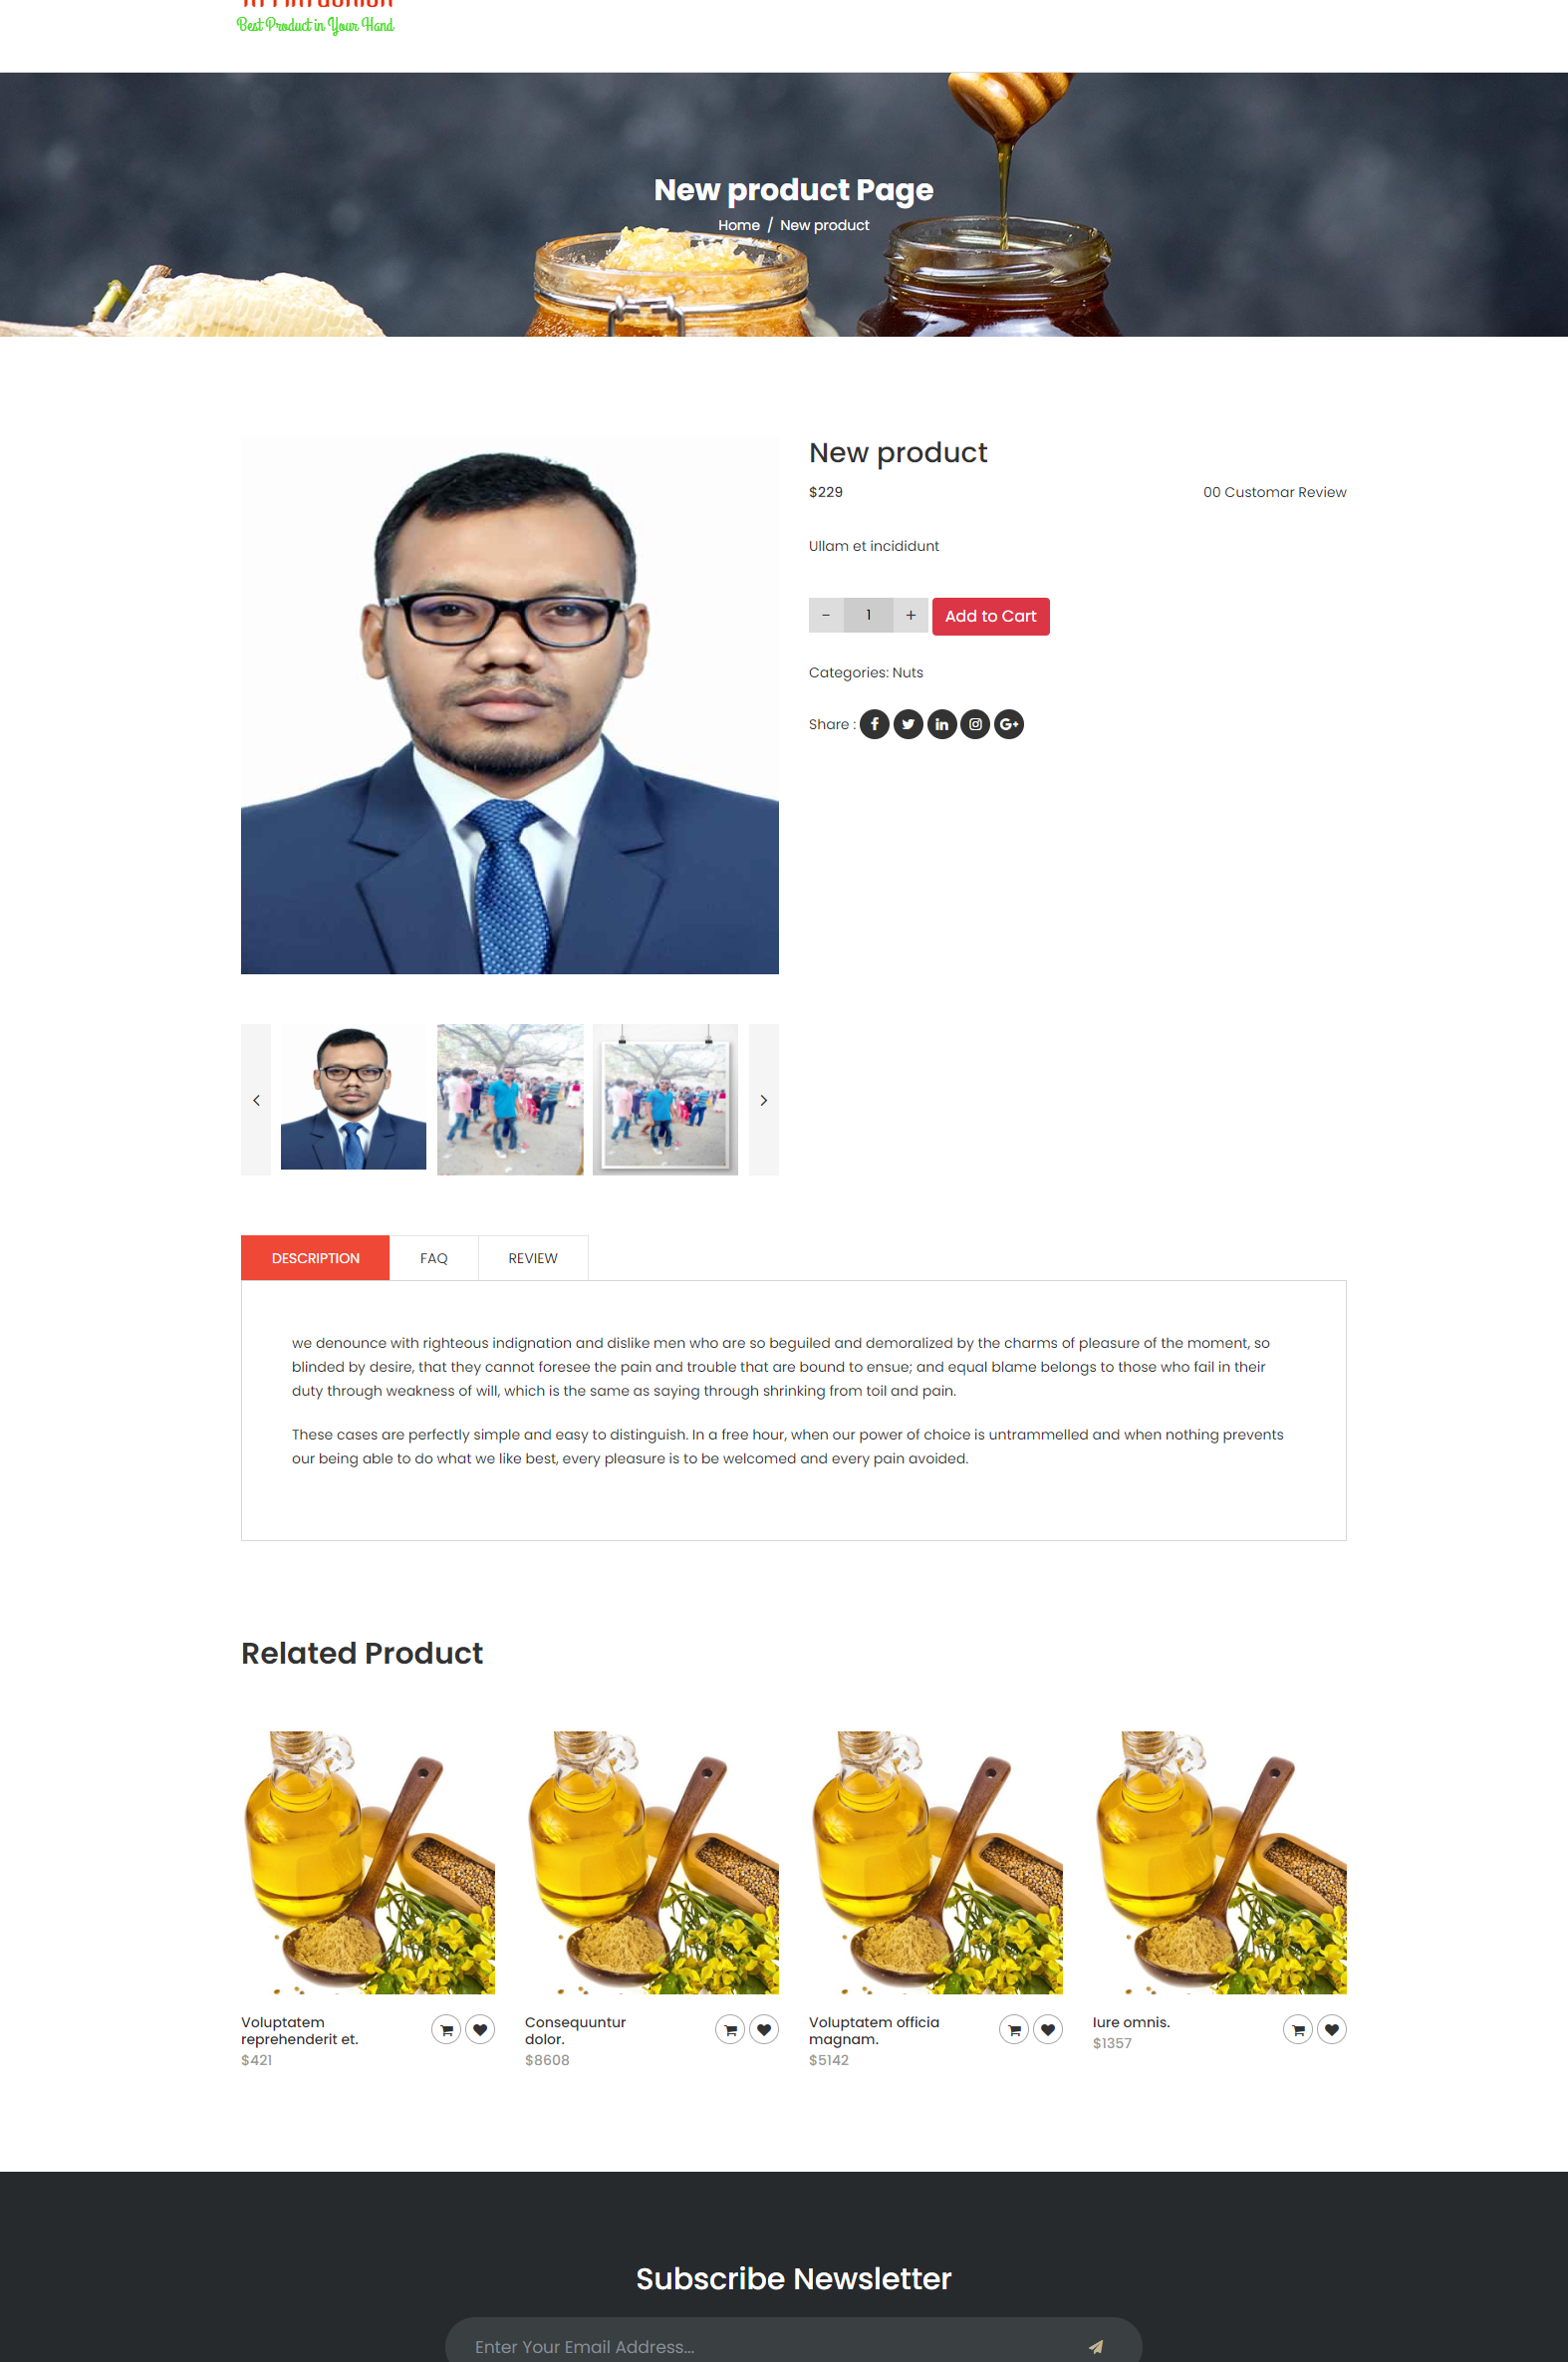 Best Product in Your Hand
New product Page
Home / New product
New product
$229
00 Customar Review
Ullam et incididunt
- 1 +
Add to Cart
Categories: Nuts
Share :
DESCRIPTION
FAQ
REVIEW
we denounce with righteous indignation and dislike men who are so beguiled and demoralized by the charms of pleasure of the moment, so
blinded by desire, that they cannot foresee the pain and trouble that are bound to ensue; and equal blame belongs to those who fail in their
duty through weakness of will, which is the same as saying through shrinking from toil and pain.
These cases are perfectly simple and easy to distinguish. In a free hour, when our power of choice is untrammelled and when nothing prevents
our being able to do what we like best, every pleasure is to be welcomed and every pain avoided.
Related Product
Voluptatem
reprehenderit et.
$421
Consequuntur
dolor.
$8608
Voluptatem officia
magnam.
$5142
Iure omnis.
$1357
Subscribe Newsletter
Enter Your Email Address...